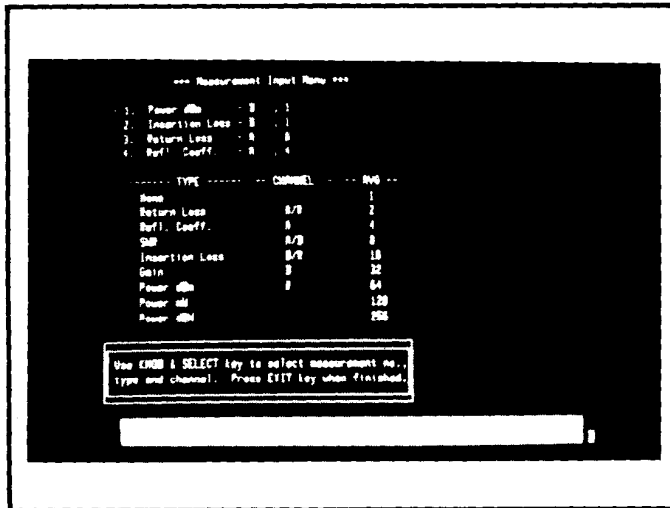 *** Measurement Input Menu ***
1. Power dBm - B , 1
2. Insertion Loss - B , 1
3. Return Loss - A , 8
4. Refl. Coeff. - A , 4
------- TYPE ------- -- CHANNEL - -- AVG --
None 1
Return Loss A/R 2
Refl. Coeff. A 4
SWR A/B 8
Insertion Loss B/R 16
Gain B 32
Power dBm R 64
Power mW 128
Power dBW 256
Use KNOB & SELECT key to select measurement no.,
type and channel. Press EXIT key when finished.